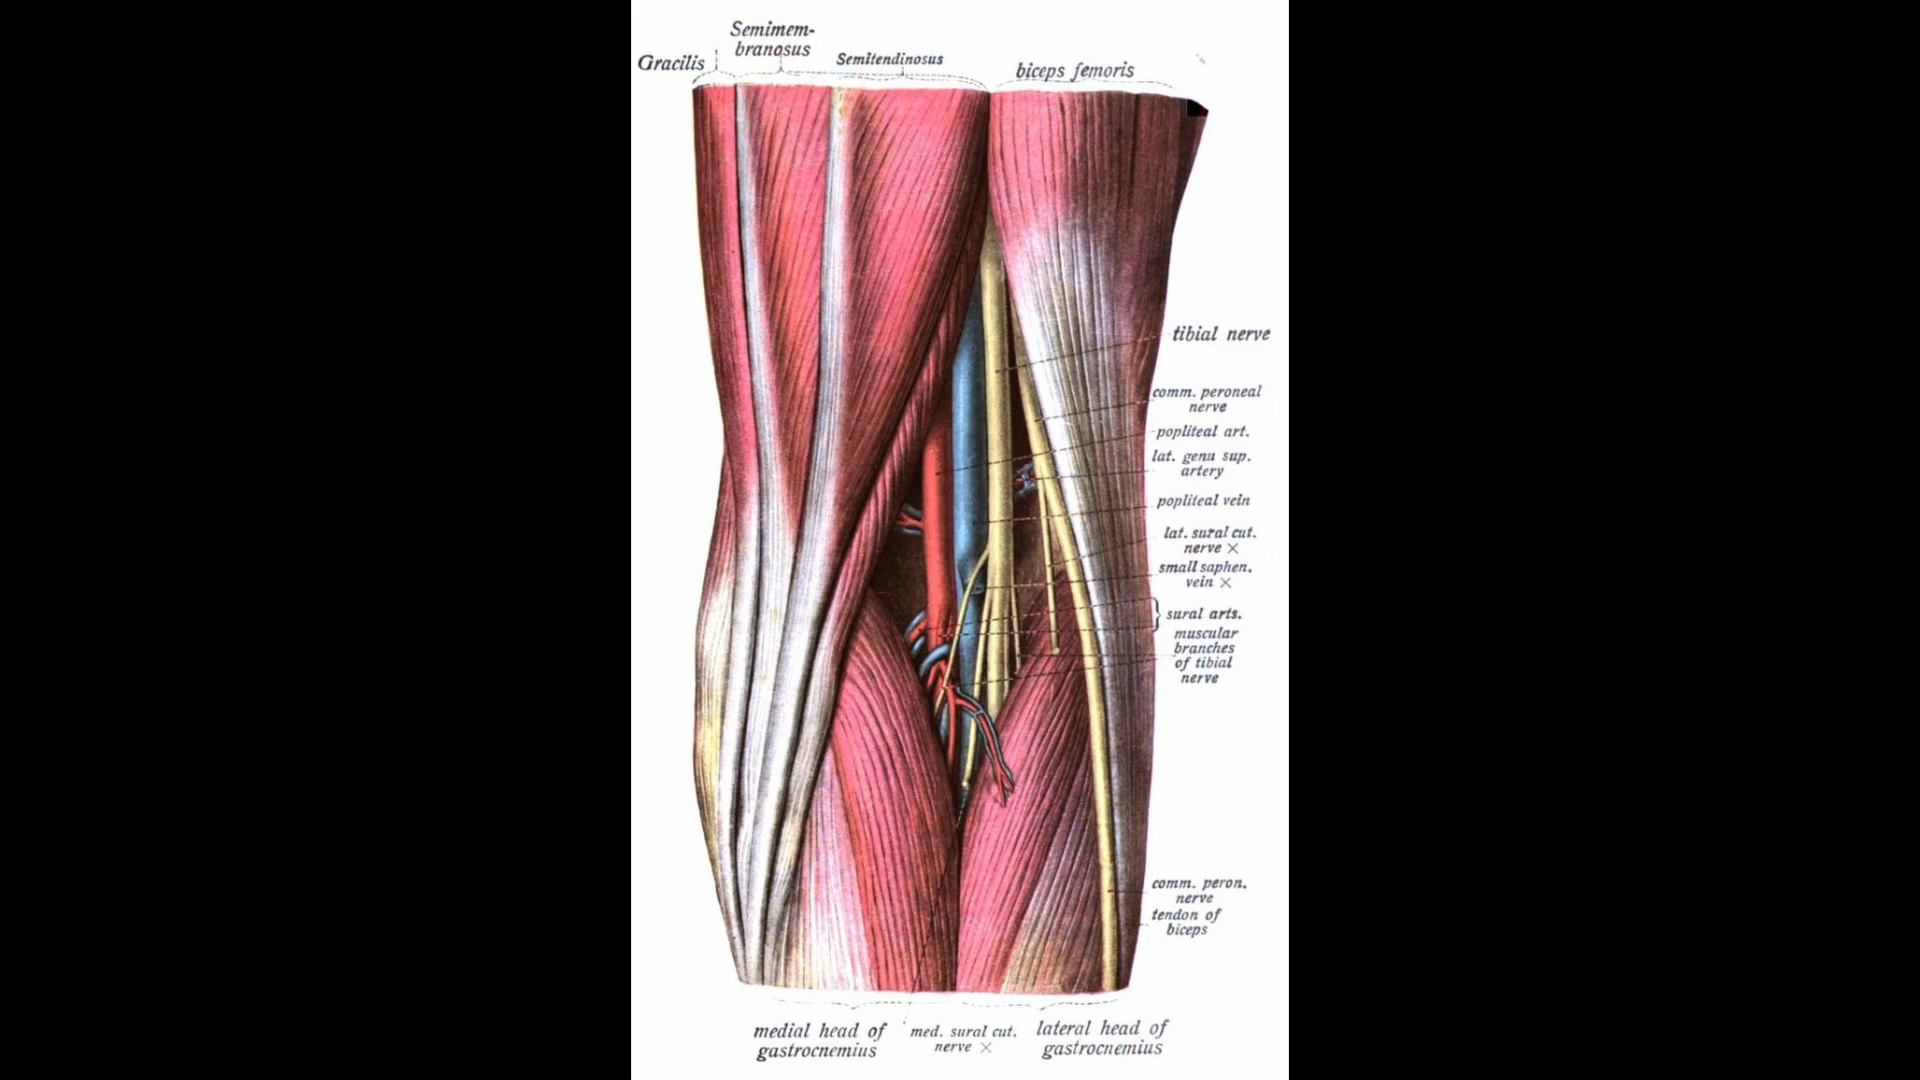 Semimem-
branosus
Gracilis
Semitendinosus
biceps femoris
tibial nerve
comm. peroneal
nerve
popliteal art.
lat. genu sup.
artery
popliteal vein
lat. sural cut.
nerve ×
small saphen.
vein ×
sural arts.
muscular
branches
of tibial
nerve
comm. peron.
nerve
tendon of
biceps
medial head of
gastrocnemius
med. sural cut.
nerve ×
lateral head of
gastrocnemius